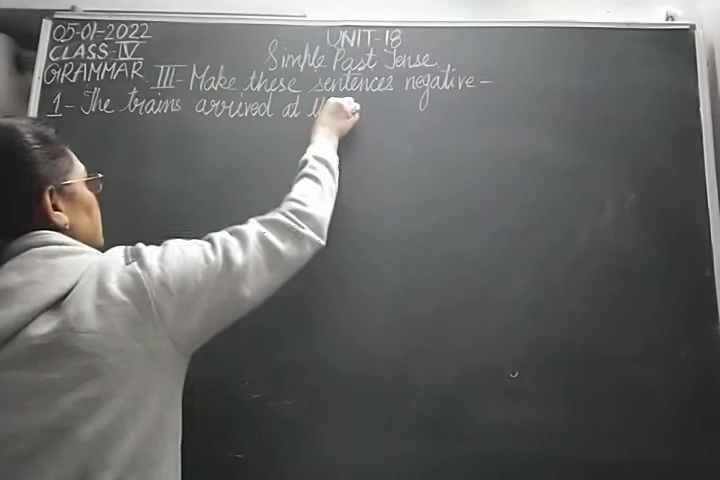 05-01-2022
UNIT-18
CLASS-IV
Simple Past Tense
GRAMMAR III- Make these sentences negative-
1- The trains arrived at